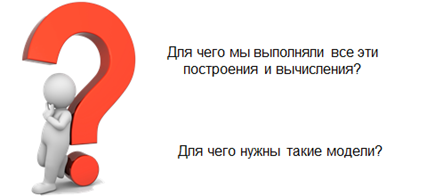 Для чего мы выполняли все эти
построения и вычисления?
Для чего нужны такие модели?